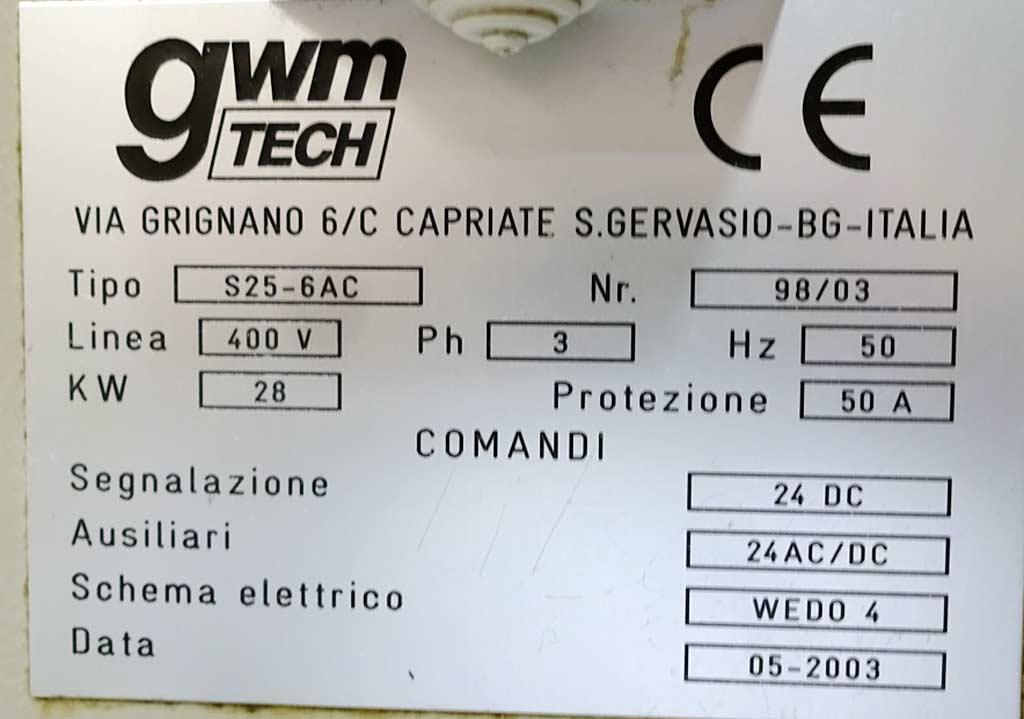 gwm CE
TECH
VIA GRIGNANO 6/C CAPRIATE S.GERVASIO-BG-ITALIA
Tipo S25-6AC Nr. 98/03
Linea 400 V Ph 3 Hz 50
KW 28 Protezione 50 A
COMANDI
Segnalazione 24 DC
Ausiliari 24AC/DC
Schema elettrico WEDO 4
Data 05-2003